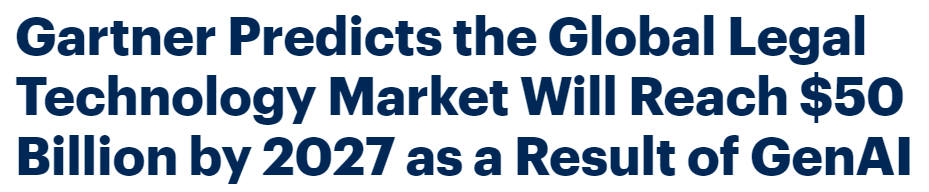 Gartner Predicts the Global Legal
Technology Market Will Reach $50
Billion by 2027 as a Result of GenAI